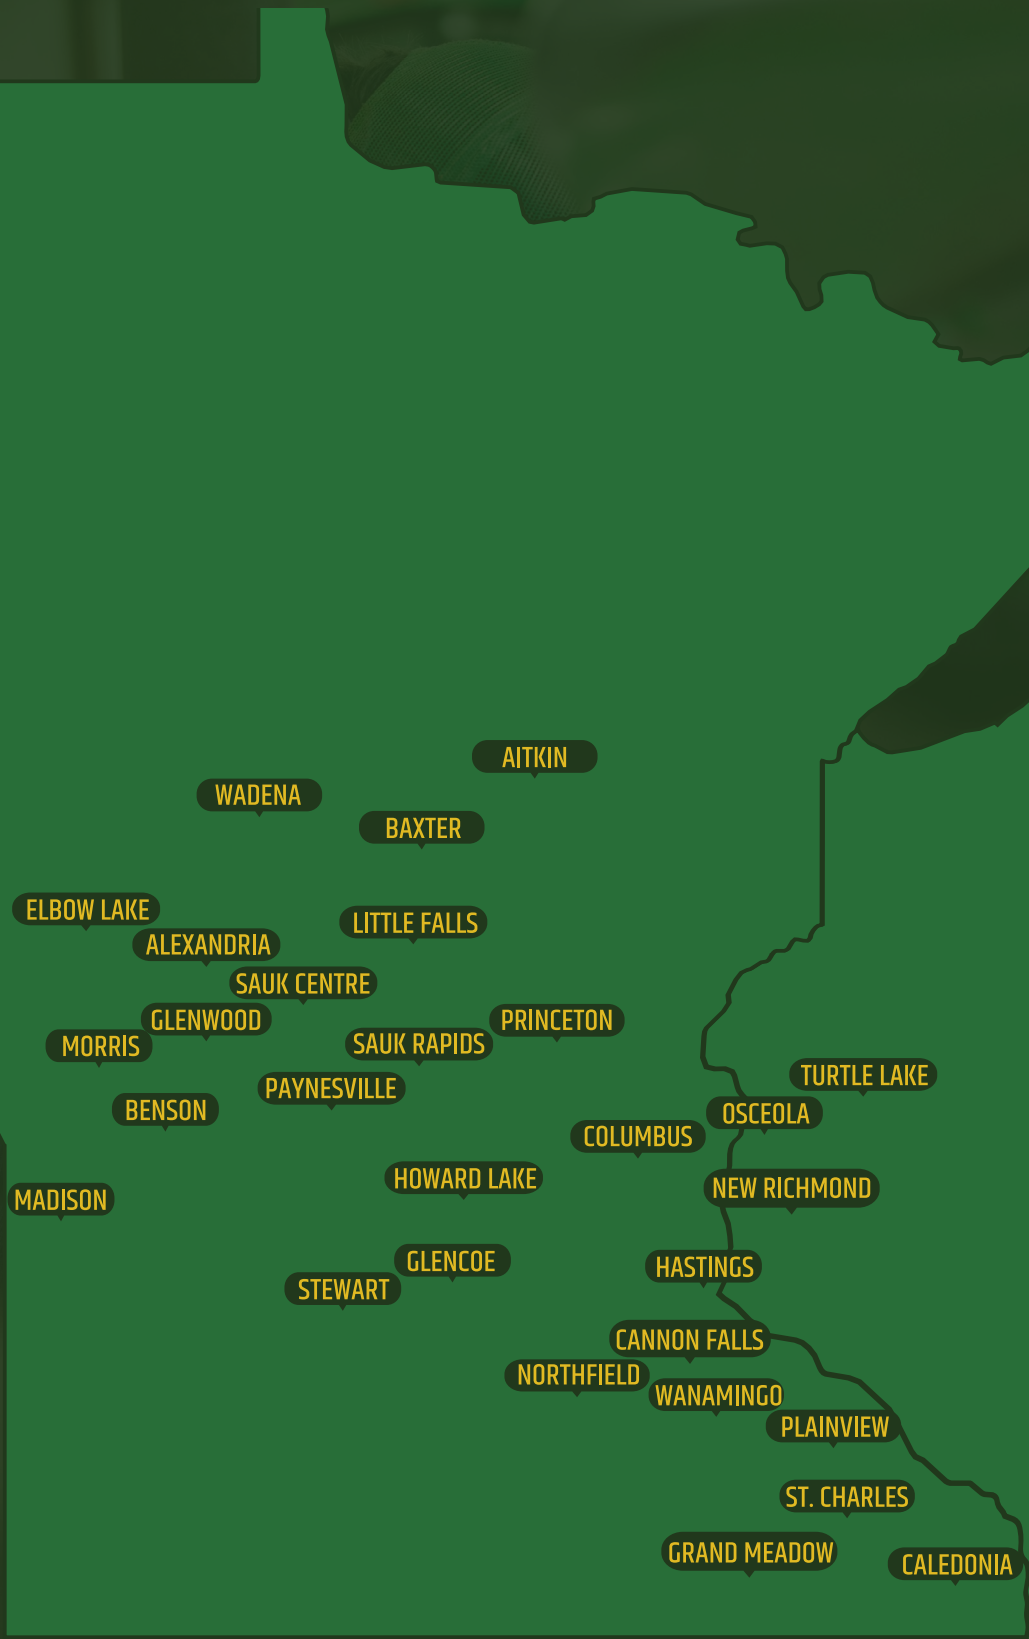 AITKIN
WADENA
BAXTER
ELBOW LAKE
LITTLE FALLS
ALEXANDRIA
SAUK CENTRE
GLENWOOD
PRINCETON
MORRIS
SAUK RAPIDS
TURTLE LAKE
PAYNESVILLE
BENSON
OSCEOLA
COLUMBUS
HOWARD LAKE
NEW RICHMOND
MADISON
GLENCOE
HASTINGS
STEWART
CANNON FALLS
NORTHFIELD
WANAMINGO
PLAINVIEW
ST. CHARLES
GRAND MEADOW
CALEDONIA